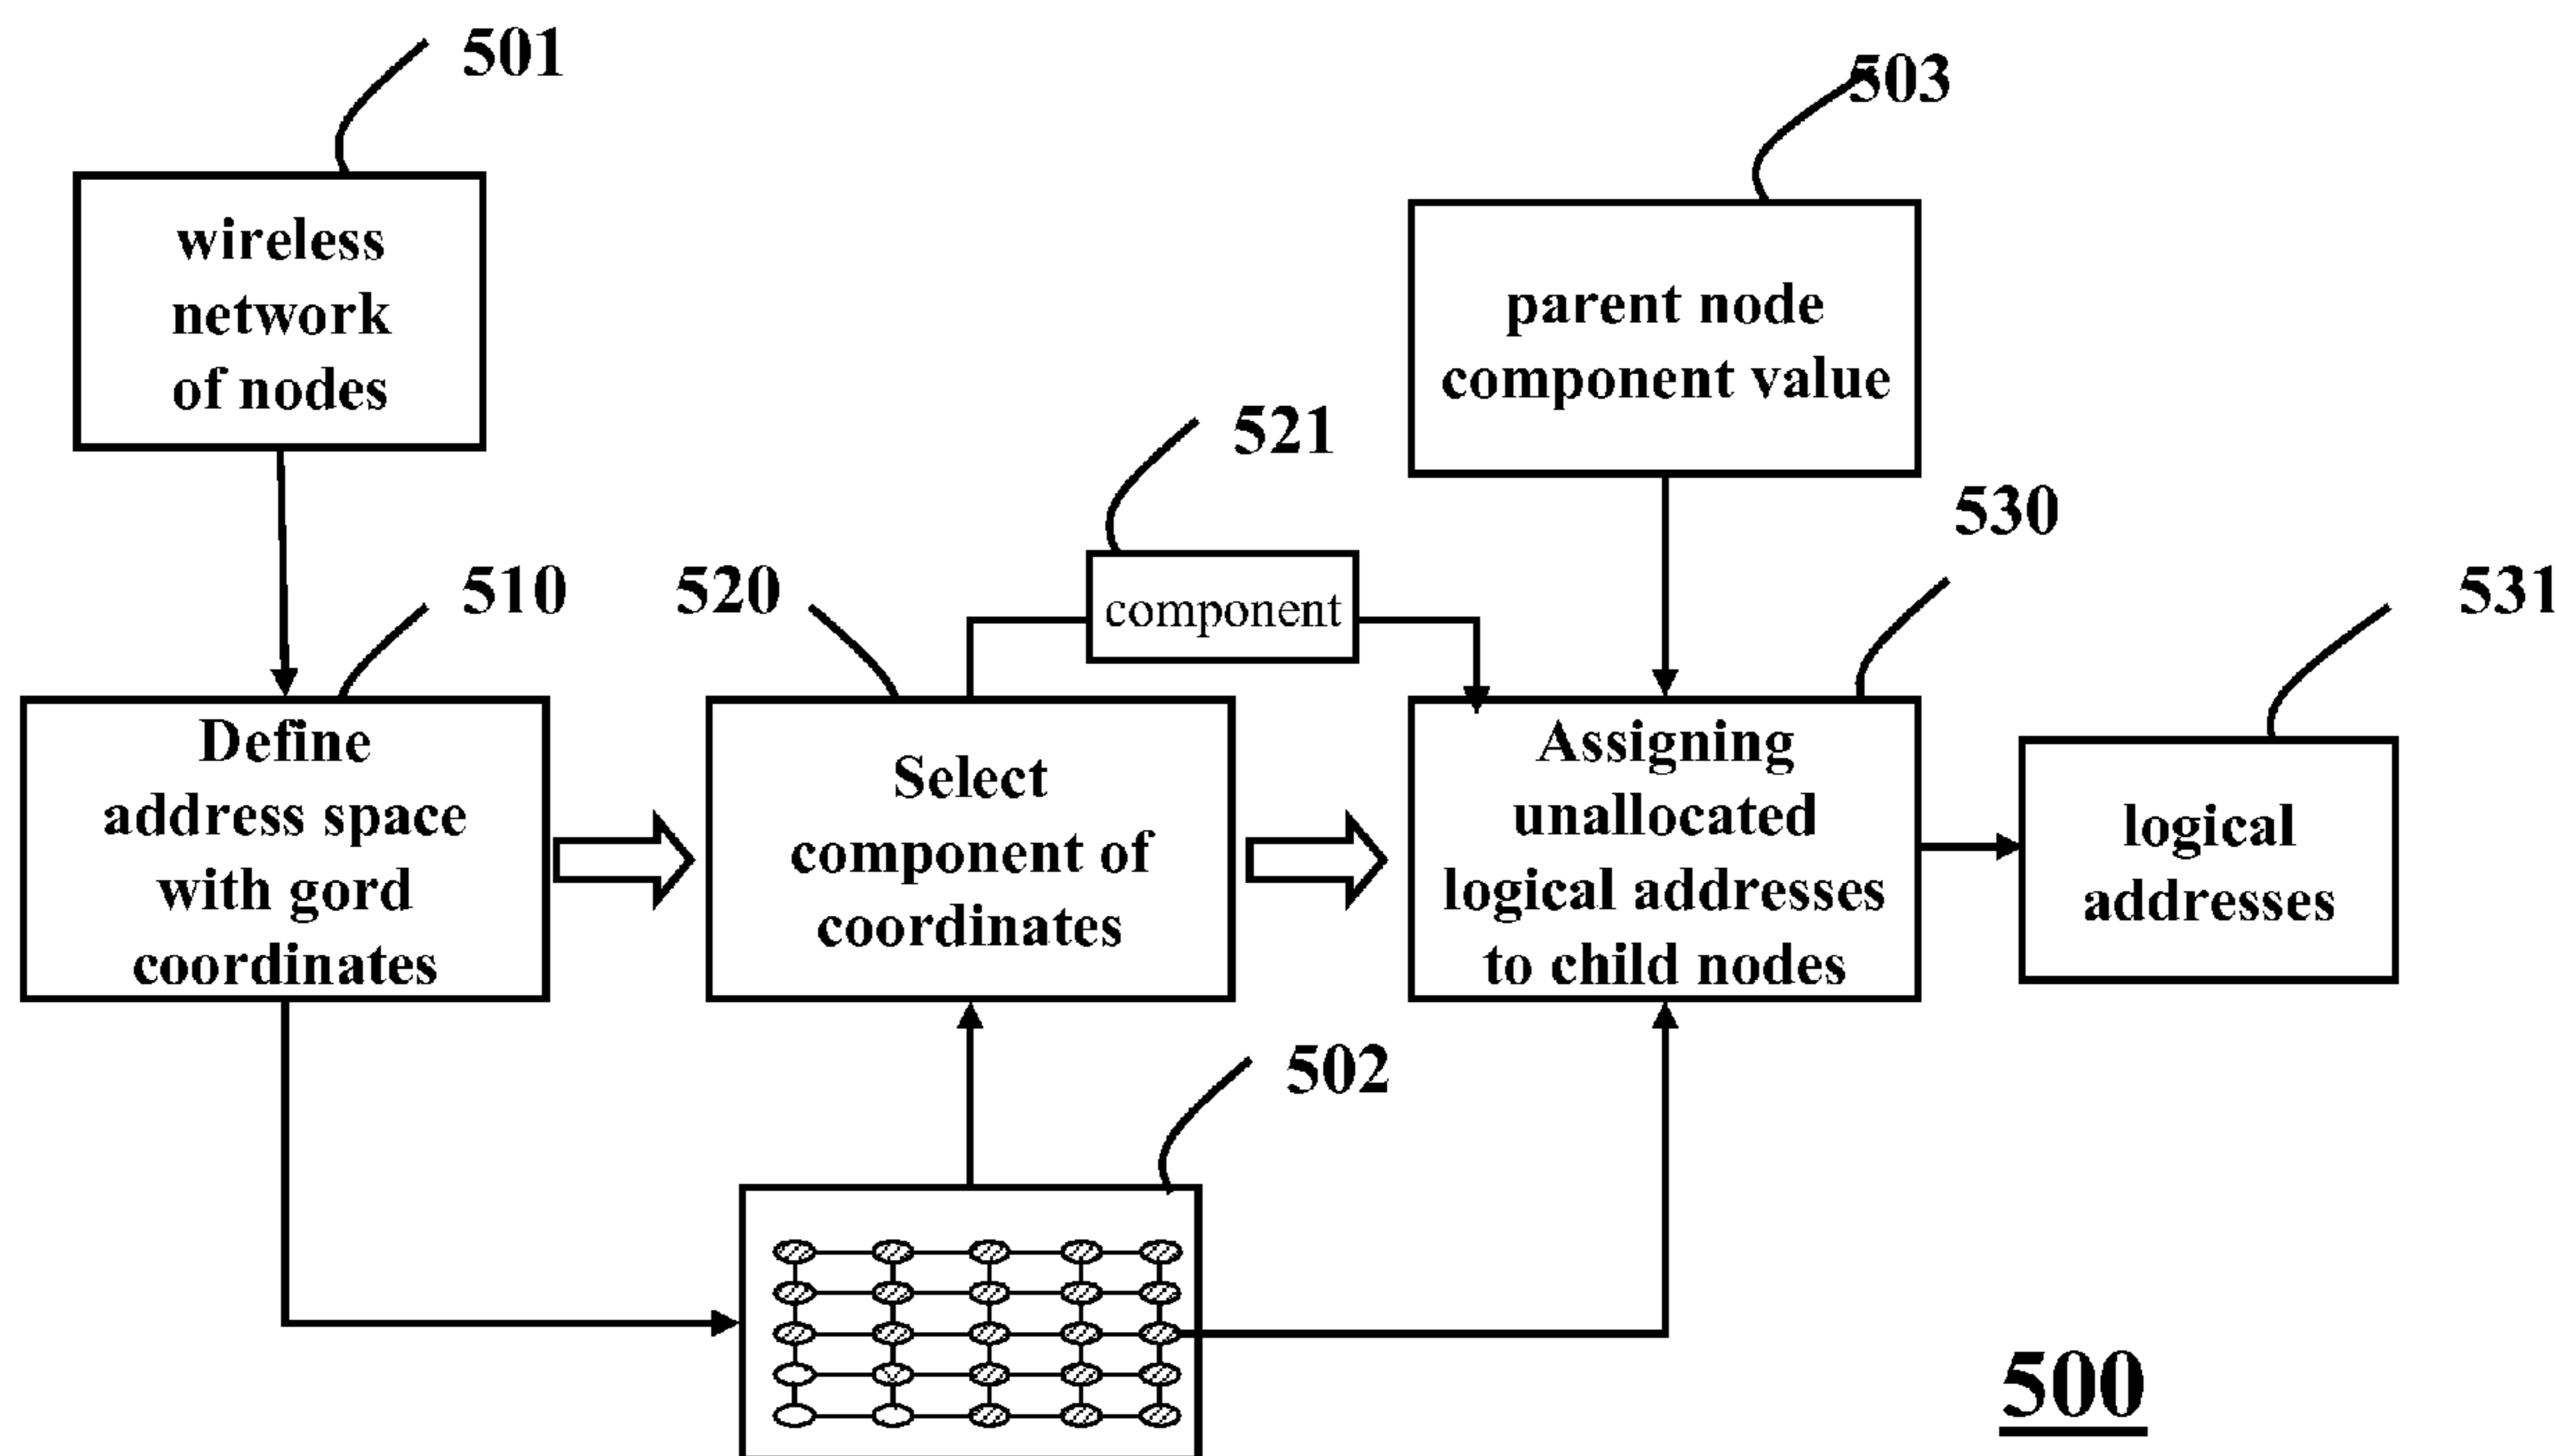 501
503
wireless
network
of nodes
parent node
component value
521
530
component
510
520
531
Define
address space
with gord
coordinates
Select
component of
coordinates
Assigning
unallocated
logical addresses
to child nodes
logical
addresses
502
500